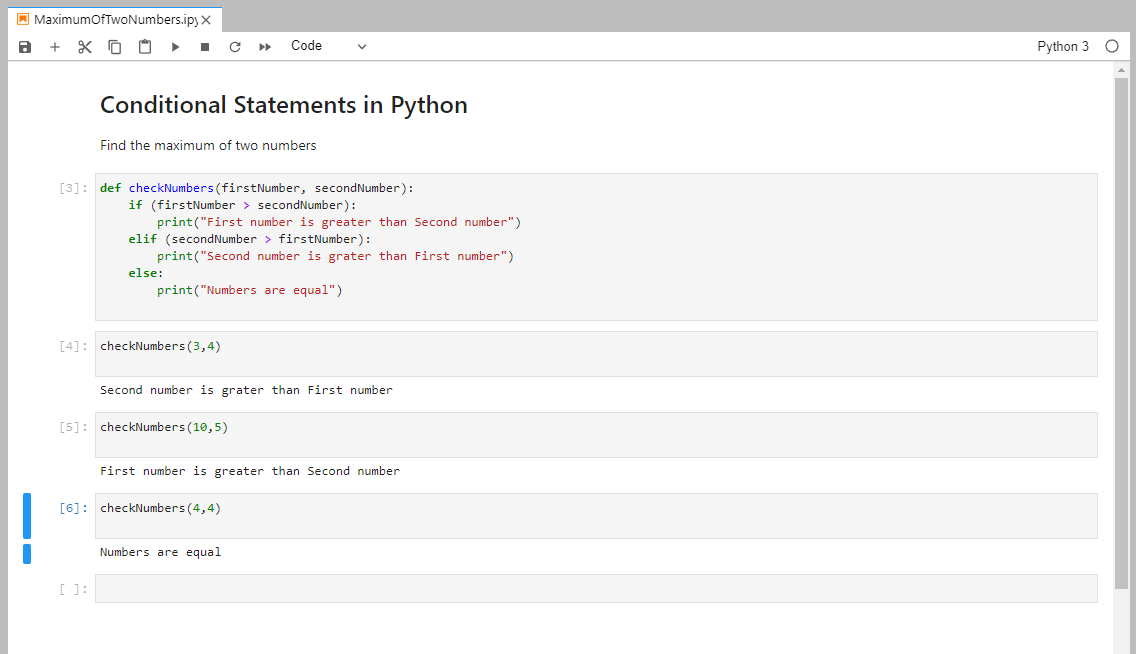 MaximumOfTwoNumbers.ipy
Code
Python 3
Conditional Statements in Python
Find the maximum of two numbers
[3]: def checkNumbers(firstNumber, secondNumber):
    if (firstNumber > secondNumber):
        print("First number is greater than Second number")
    elif (secondNumber > firstNumber):
        print("Second number is grater than First number")
    else:
        print("Numbers are equal")
[4]: checkNumbers(3,4)
Second number is grater than First number
[5]: checkNumbers(10,5)
First number is greater than Second number
[6]: checkNumbers(4,4)
Numbers are equal
[ ]: